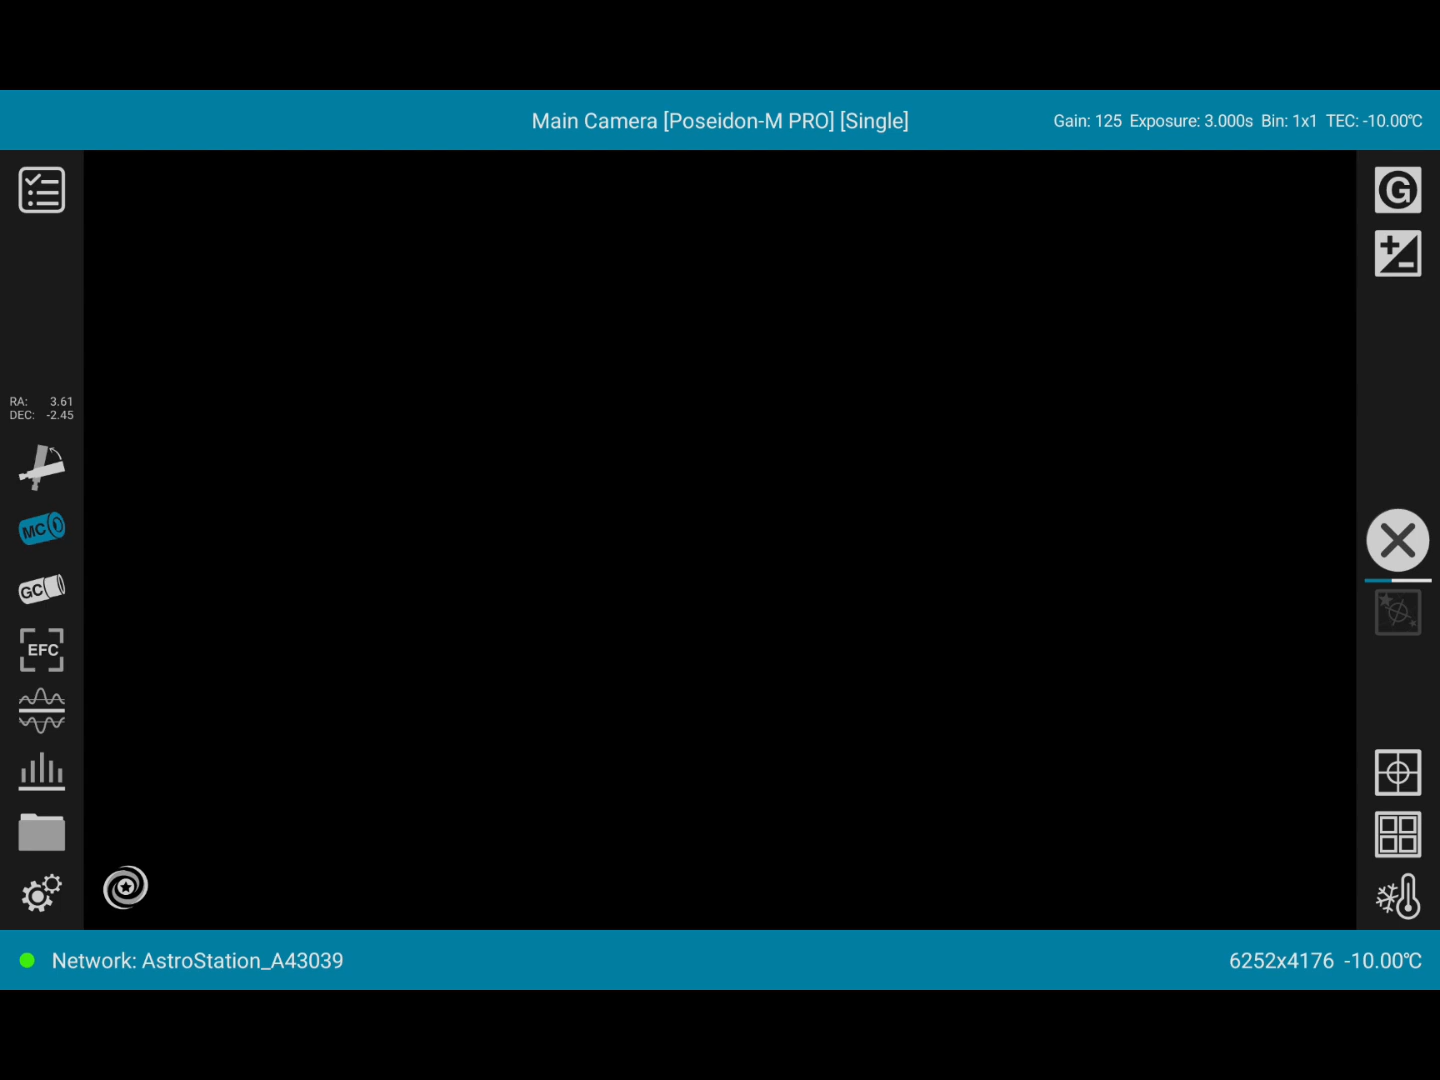 Main Camera [Poseidon-M PRO] [Single]
Gain: 125 Exposure: 3.000s Bin: 1x1 TEC: -10.00℃
G
RA: 3.61
DEC: -2.45
MC
GC
EFC
Network: AstroStation_A43039
6252x4176 -10.00℃